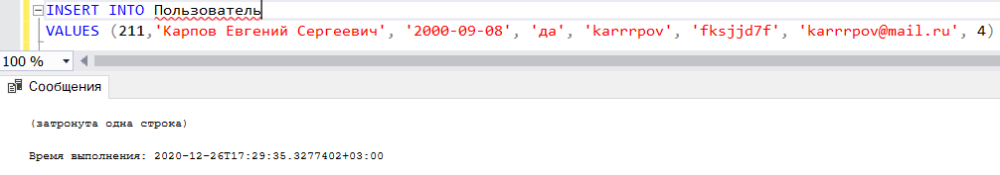 INSERT INTO Пользователь
VALUES (211,'Карпов Евгений Сергеевич', '2000-09-08', 'да', 'karrrpov', 'fksjjd7f', 'karrrpov@mail.ru', 4)
100 %
Сообщения
(затронута одна строка)
Время выполнения: 2020-12-26T17:29:35.3277402+03:00